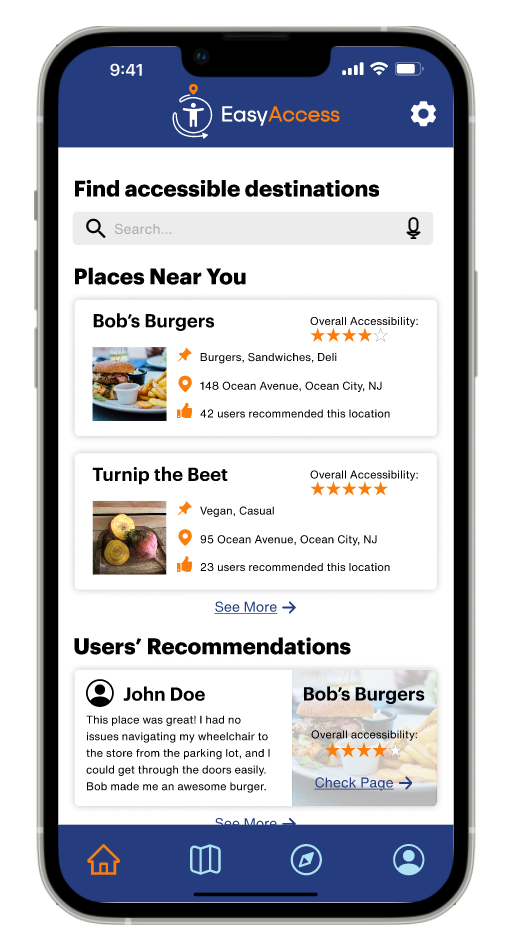 9:41
EasyAccess
Find accessible destinations
Search...
Places Near You
Bob's Burgers
Overall Accessibility:
Burgers, Sandwiches, Deli
148 Ocean Avenue, Ocean City, NJ
42 users recommended this location
Turnip the Beet
Overall Accessibility:
Vegan, Casual
95 Ocean Avenue, Ocean City, NJ
23 users recommended this location
See More
Users’ Recommendations
John Doe
This place was great! I had no
issues navigating my wheelchair to
the store from the parking lot, and I
could get through the doors easily.
Bob made me an awesome burger.
Bob’s Burgers
Overall accessibility:
Check Page
See More